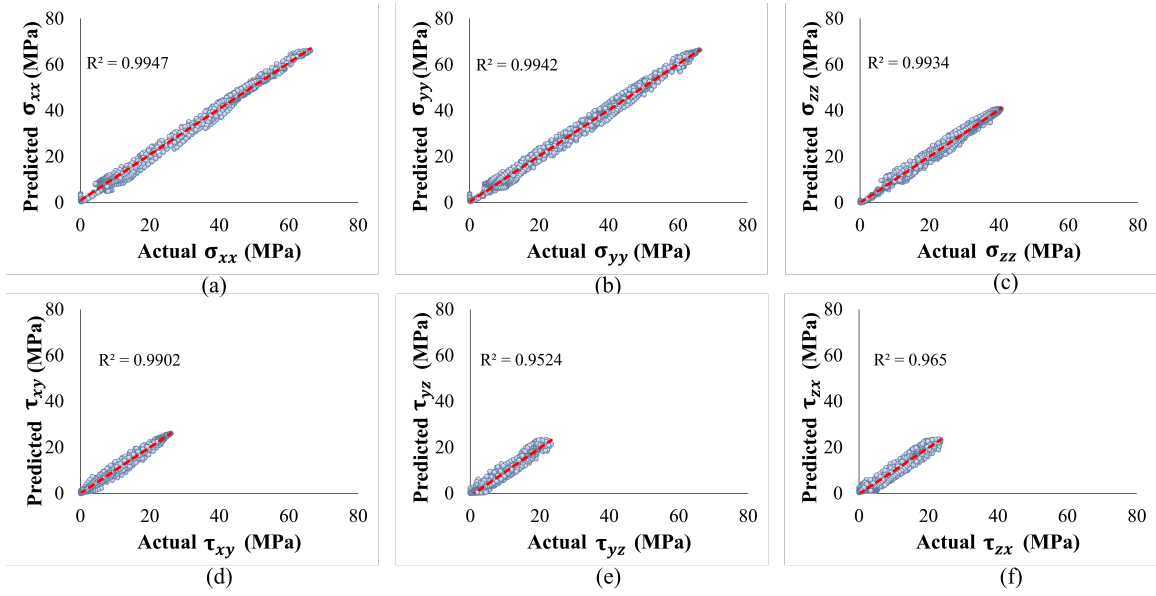 80
60
40
20
0
Predicted σxx (MPa)
R² = 0.9947
0 20 40 60 80
Actual σxx (MPa)
(a)
80
60
40
20
0
Predicted σyy (MPa)
R² = 0.9942
0 20 40 60 80
Actual σyy (MPa)
(b)
80
60
40
20
0
Predicted σzz (MPa)
R² = 0.9934
0 20 40 60 80
Actual σzz (MPa)
(c)
80
60
40
20
0
Predicted τxy (MPa)
R² = 0.9902
0 20 40 60 80
Actual τxy (MPa)
(d)
80
60
40
20
0
Predicted τyz (MPa)
R² = 0.9524
0 20 40 60 80
Actual τyz (MPa)
(e)
80
60
40
20
0
Predicted τzx (MPa)
R² = 0.965
0 20 40 60 80
Actual τzx (MPa)
(f)